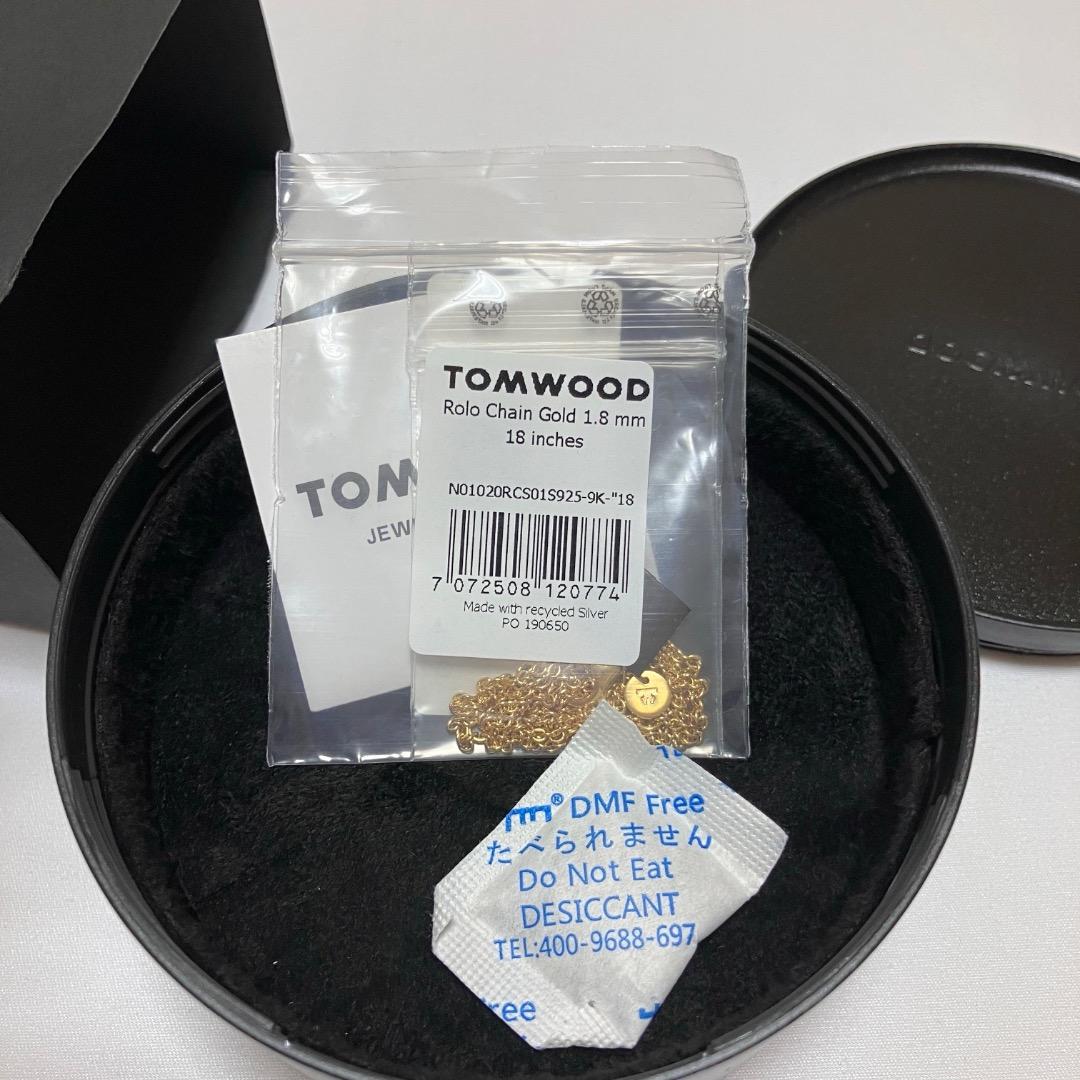 TOMWOOD
Rolo Chain Gold 1.8 mm
18 inches
N01020RCS01S925-9K-"18
7 072508 120774
Made with recycled Silver
PO 190650
TOM
JEW
® DMF Free
たべられません
Do Not Eat
DESICCANT
TEL:400-9688-697
ree